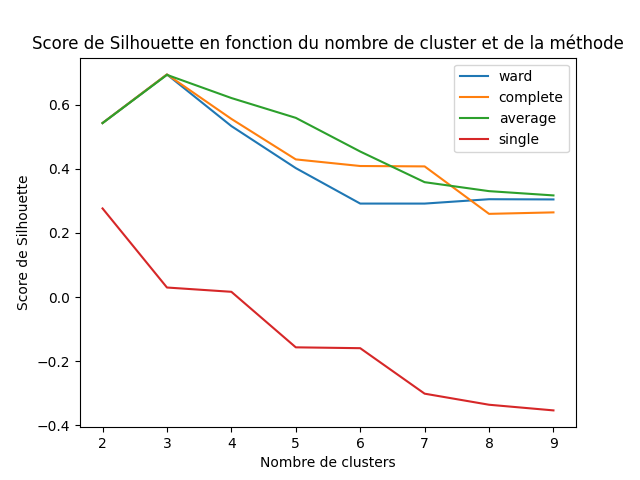 Score de Silhouette en fonction du nombre de cluster et de la méthode
ward
complete
average
single
Score de Silhouette
0.6
0.4
0.2
0.0
−0.2
−0.4
2 3 4 5 6 7 8 9
Nombre de clusters